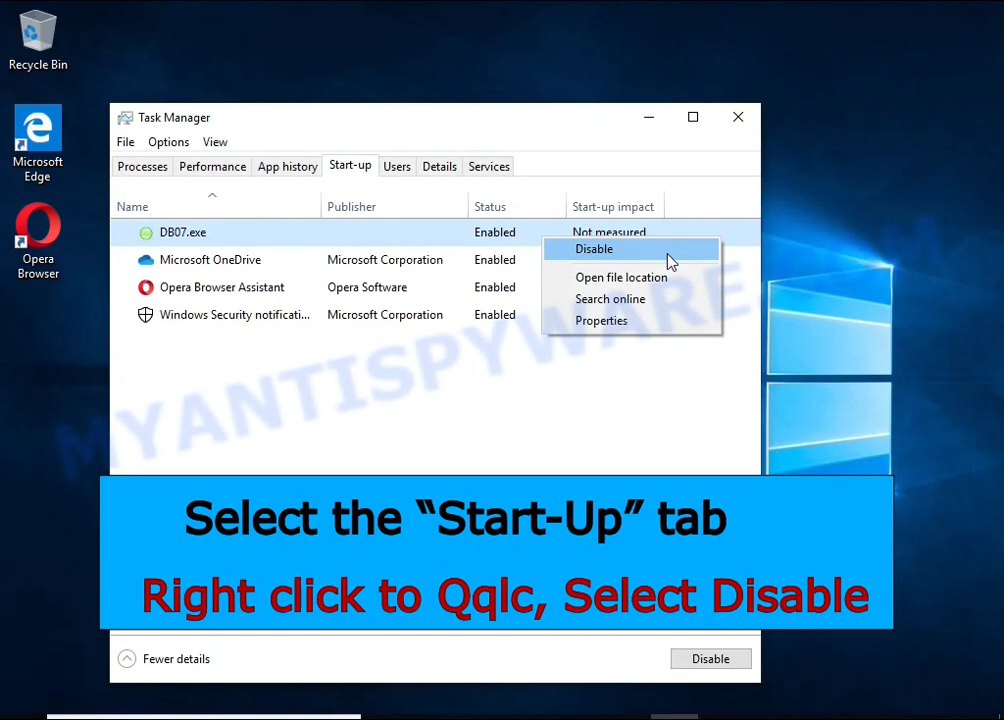 Recycle Bin
Microsoft
Edge
Opera
Browser
Task Manager
File Options View
Processes Performance App history Start-up Users Details Services
Name Publisher Status Start-up impact
DB07.exe Enabled Not measured
Microsoft OneDrive Microsoft Corporation Enabled
Opera Browser Assistant Opera Software Enabled
Windows Security notificati... Microsoft Corporation Enabled
Disable
Open file location
Search online
Properties
MYANTISPYWARE.
Select the “Start-Up” tab
Right click to Qqlc, Select Disable
Fewer details Disable